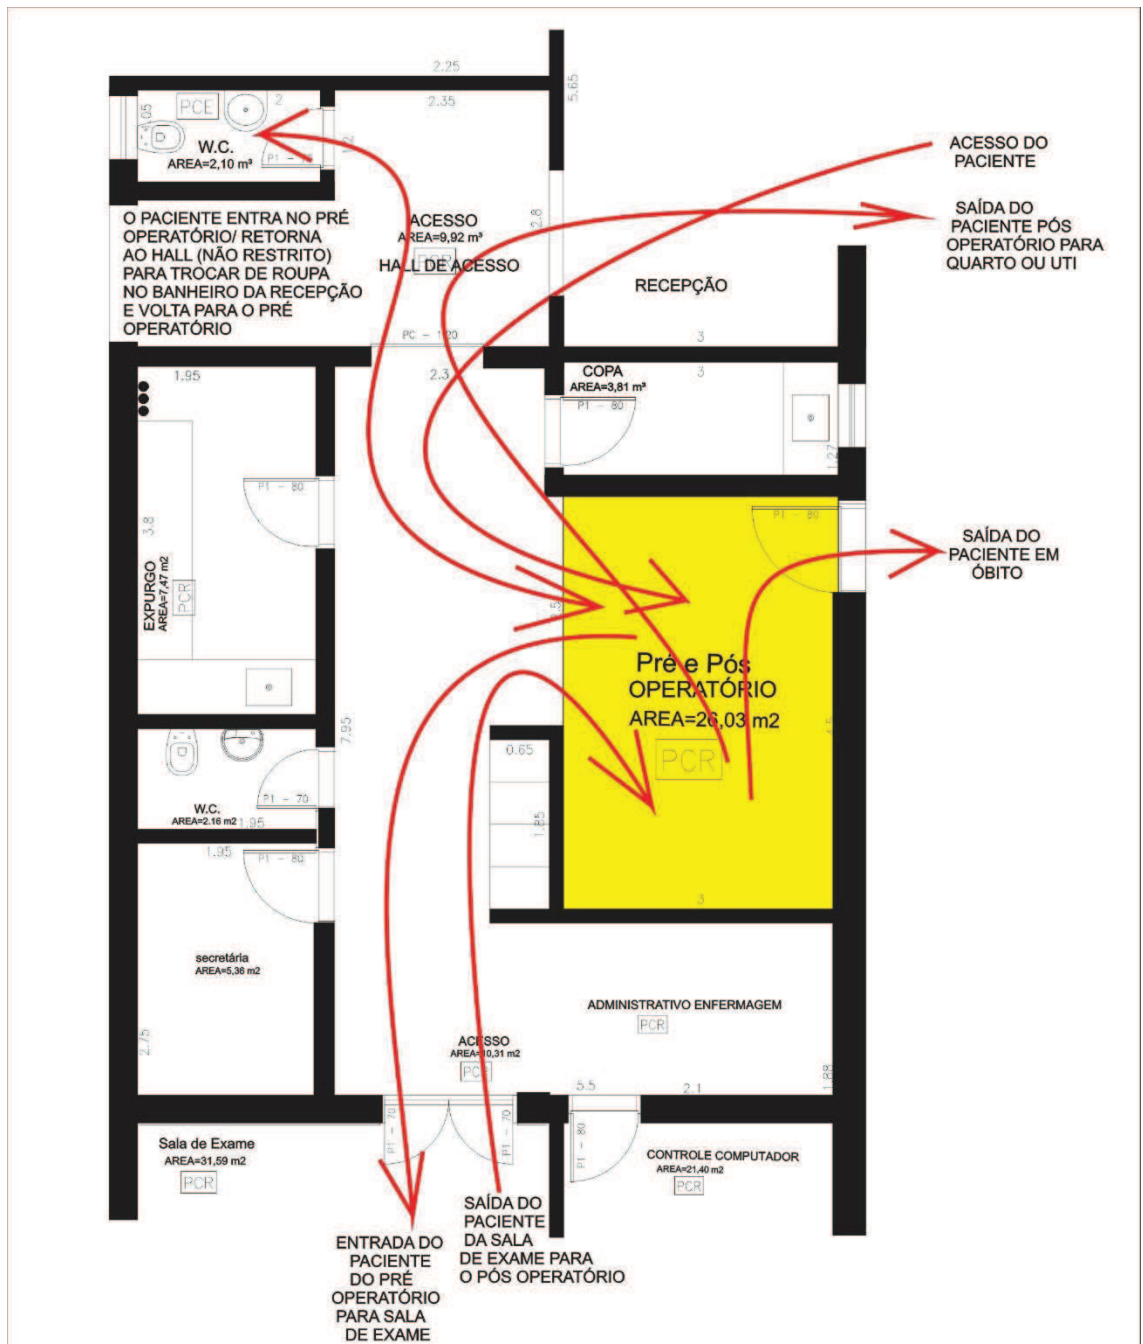 2.25
2.35
5.65
PCE
2
W.C.
AREA=2,10 m³
ACESSO DO
PACIENTE
O PACIENTE ENTRA NO PRÉ
OPERATÓRIO/ RETORNA
AO HALL (NÃO RESTRITO)
PARA TROCAR DE ROUPA
NO BANHEIRO DA RECEPÇÃO
E VOLTA PARA O PRÉ
OPERATÓRIO
ACESSO
AREA=9,92 m³
PCR
HALL DE ACESSO
2.8
SAÍDA DO
PACIENTE PÓS
OPERATÓRIO PARA
QUARTO OU UTI
RECEPÇÃO
PC - 120
3
1.95
2.3
COPA
AREA=3,81 m³
3
P1 - 80
1.27
P1 - 80
3.8
EXPURGO
AREA=7,47 m2
PCR
P1 - 80
SAÍDA DO
PACIENTE EM
ÓBITO
Pré e Pós
OPERATÓRIO
AREA=26,03 m2
PCR
4.5
7.95
0.65
1.85
P1 - 70
W.C.
AREA=2.16 m2
1.95
1.95
P1 - 80
3
secretária
AREA=5,36 m2
2.75
ADMINISTRATIVO ENFERMAGEM
PCR
ACESSO
AREA=10,31 m2
PCR
5.5
2.1
1.88
P1 - 70
P1 - 70
P1 - 80
Sala de Exame
AREA=31,59 m2
PCR
CONTROLE COMPUTADOR
AREA=21,40 m2
PCR
SAÍDA DO
PACIENTE
DA SALA
DE EXAME PARA
O PÓS OPERATÓRIO
ENTRADA DO
PACIENTE
DO PRÉ
OPERATÓRIO
PARA SALA
DE EXAME